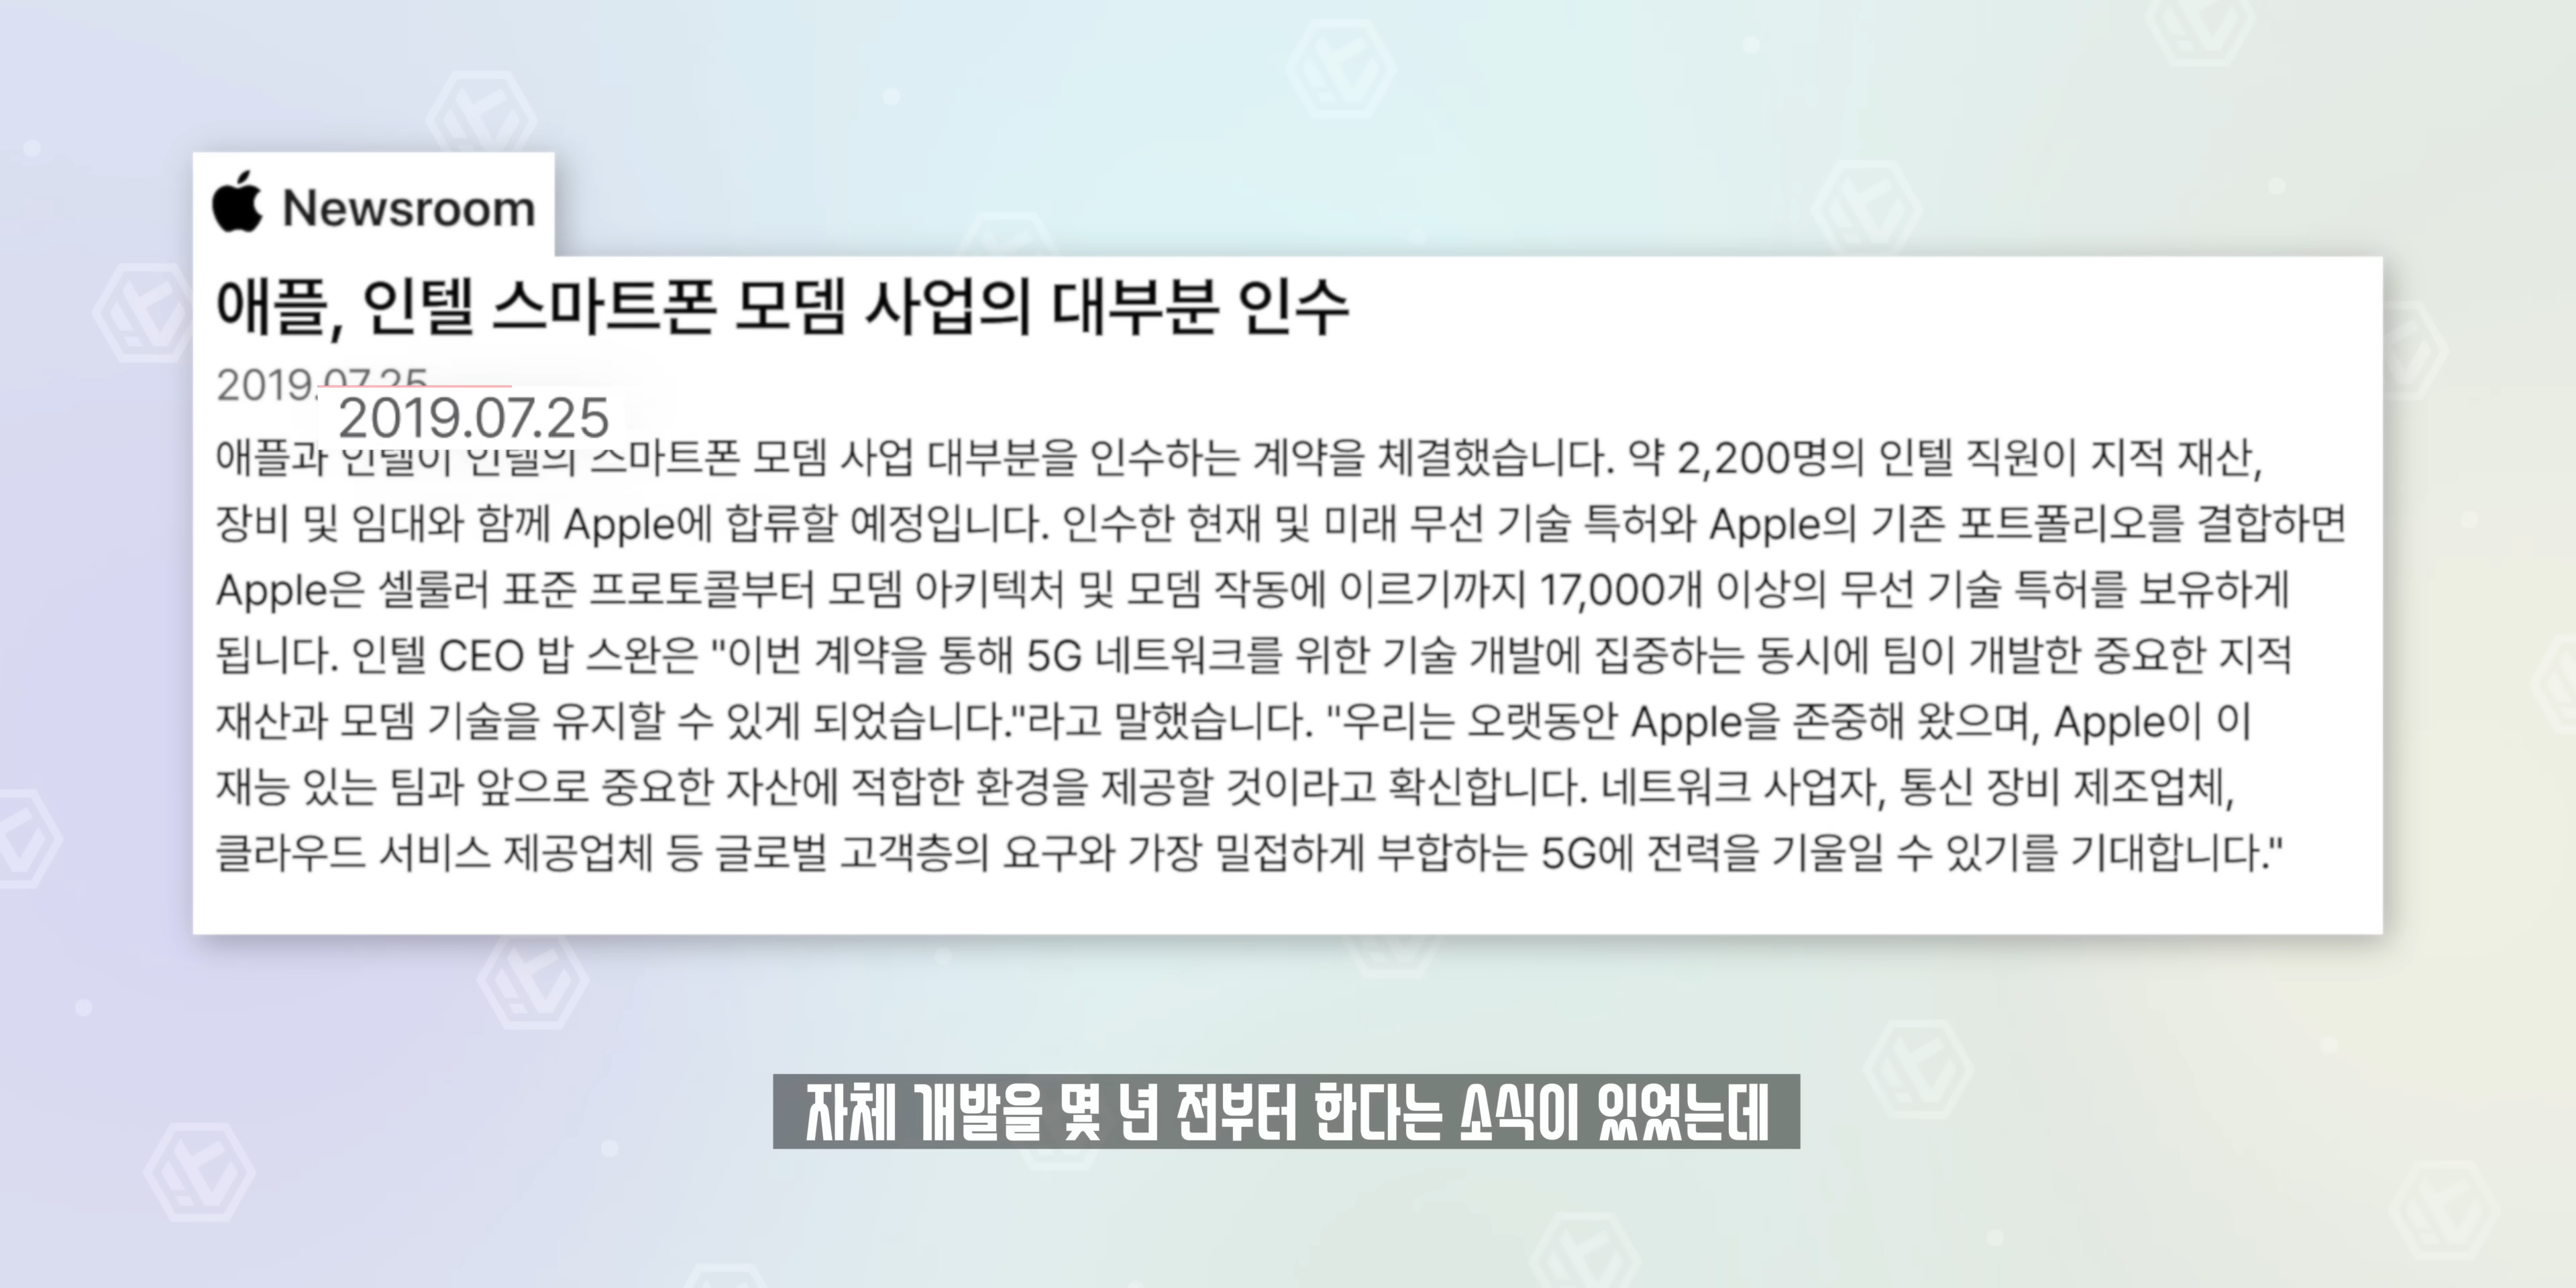 Newsroom
애플, 인텔 스마트폰 모뎀 사업의 대부분 인수
2019.07.25
2019.07.25
애플과 인텔이 인텔의 스마트폰 모뎀 사업 대부분을 인수하는 계약을 체결했습니다. 약 2,200명의 인텔 직원이 지적 재산,
장비 및 임대와 함께 Apple에 합류할 예정입니다. 인수한 현재 및 미래 무선 기술 특허와 Apple의 기존 포트폴리오를 결합하면
Apple은 셀룰러 표준 프로토콜부터 모뎀 아키텍처 및 모뎀 작동에 이르기까지 17,000개 이상의 무선 기술 특허를 보유하게
됩니다. 인텔 CEO 밥 스완은 "이번 계약을 통해 5G 네트워크를 위한 기술 개발에 집중하는 동시에 팀이 개발한 중요한 지적
재산과 모뎀 기술을 유지할 수 있게 되었습니다."라고 말했습니다. "우리는 오랫동안 Apple을 존중해 왔으며, Apple이 이
재능 있는 팀과 앞으로 중요한 자산에 적합한 환경을 제공할 것이라고 확신합니다. 네트워크 사업자, 통신 장비 제조업체,
클라우드 서비스 제공업체 등 글로벌 고객층의 요구와 가장 밀접하게 부합하는 5G에 전력을 기울일 수 있기를 기대합니다."
자체 개발을 몇 년 전부터 한다는 소식이 있었는데